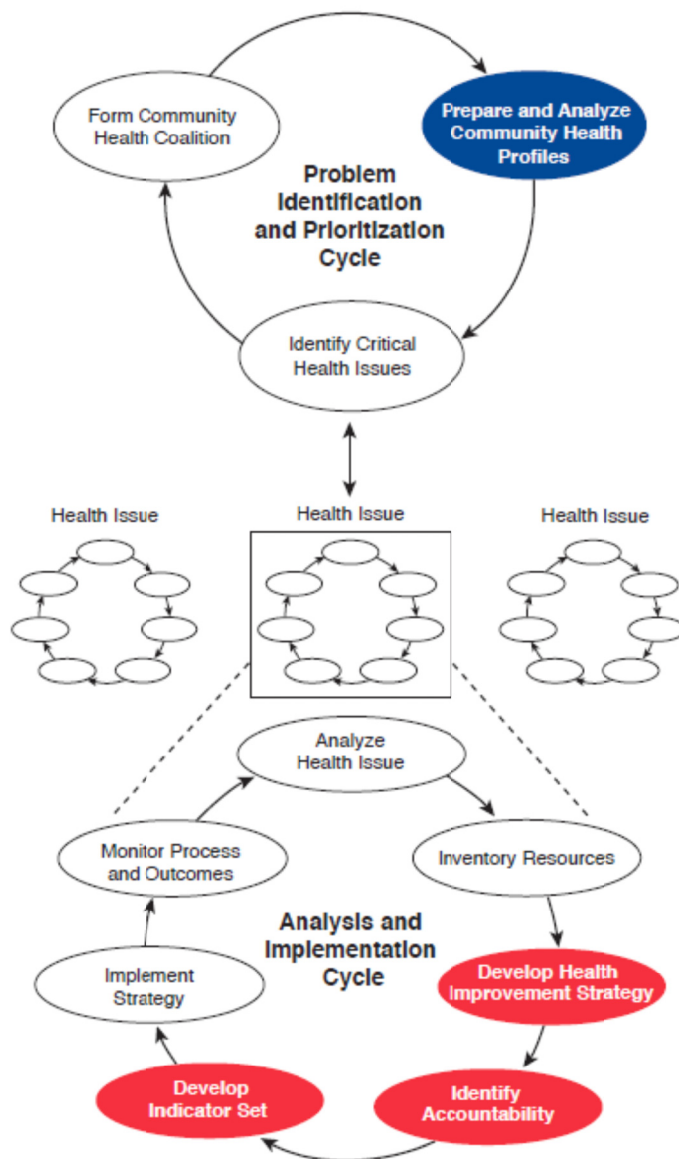 Form Community
Health Coalition
Prepare and Analyze
Community Health
Profiles
Problem
Identification
and Prioritization
Cycle
Identify Critical
Health Issues
Health Issue
Health Issue
Health Issue
Analyze
Health Issue
Monitor Process
and Outcomes
Inventory Resources
Analysis and
Implementation
Cycle
Implement
Strategy
Develop Health
Improvement Strategy
Develop
Indicator Set
Identify
Accountability